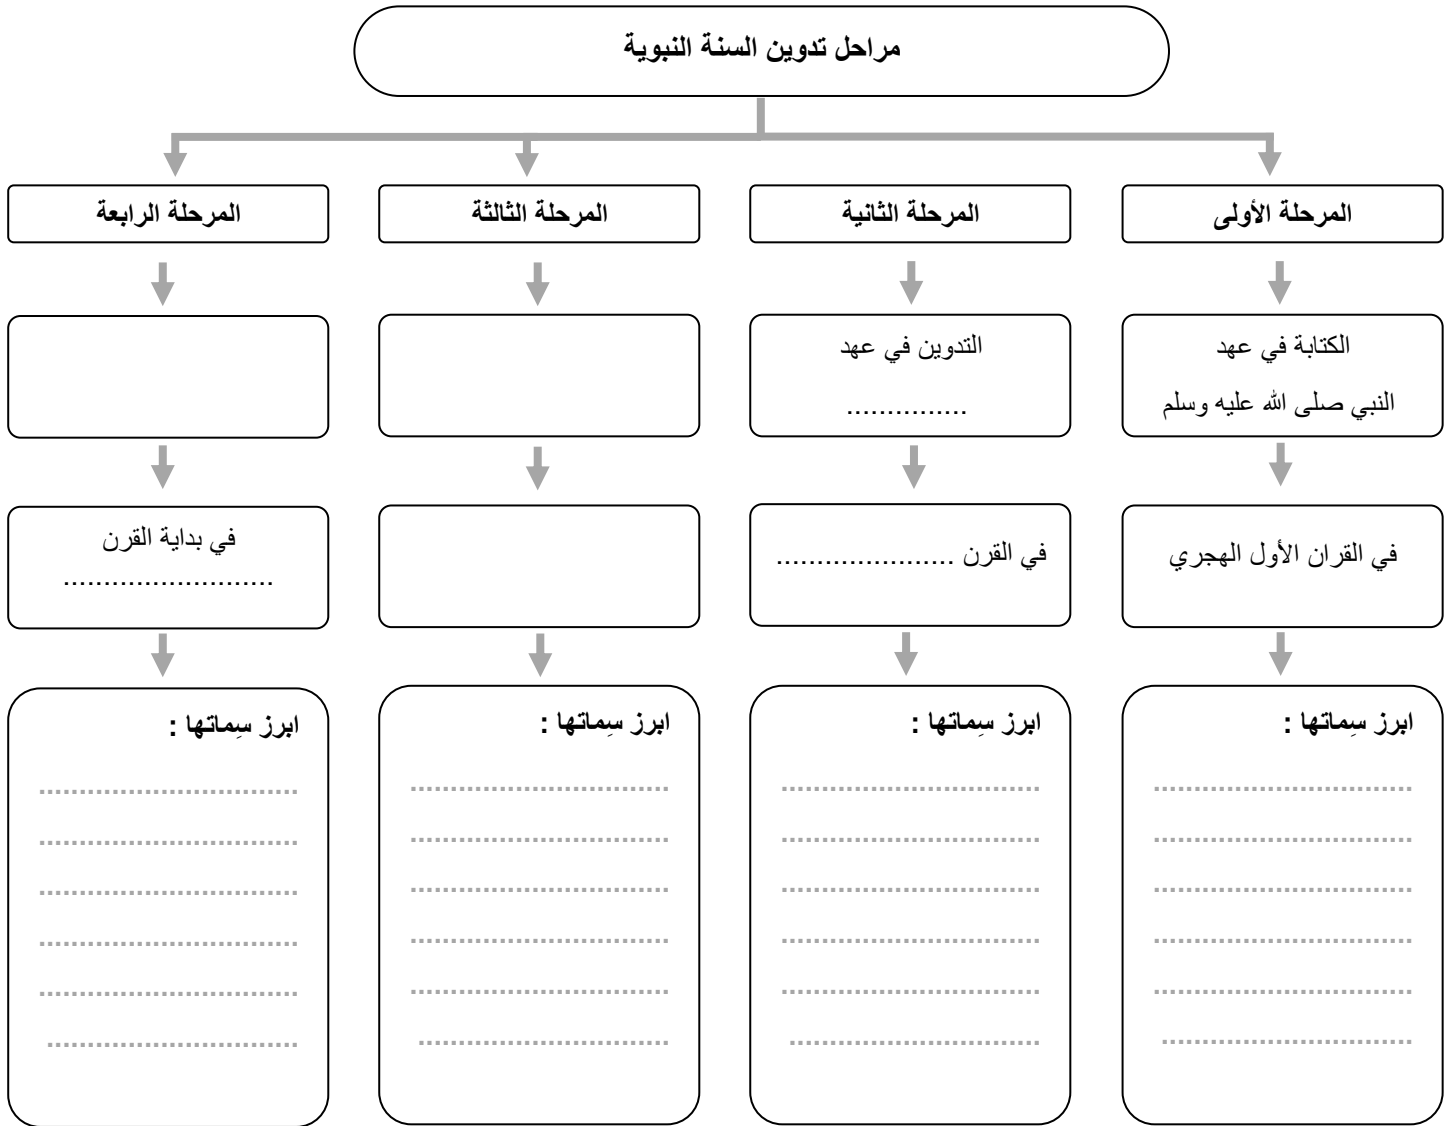 مراحل تدوين السنة النبوية
المرحلة الأولى
المرحلة الثانية
المرحلة الثالثة
المرحلة الرابعة
الكتابة في عهد
النبي صلى الله عليه وسلم
التدوين في عهد
...............
في القران الأول الهجري
في القرن ......................
في بداية القرن
..........................
ابرز سِماتها :
................................
................................
................................
................................
................................
...............................
ابرز سِماتها :
................................
................................
................................
................................
................................
...............................
ابرز سِماتها :
................................
................................
................................
................................
................................
...............................
ابرز سِماتها :
................................
................................
................................
................................
................................
...............................